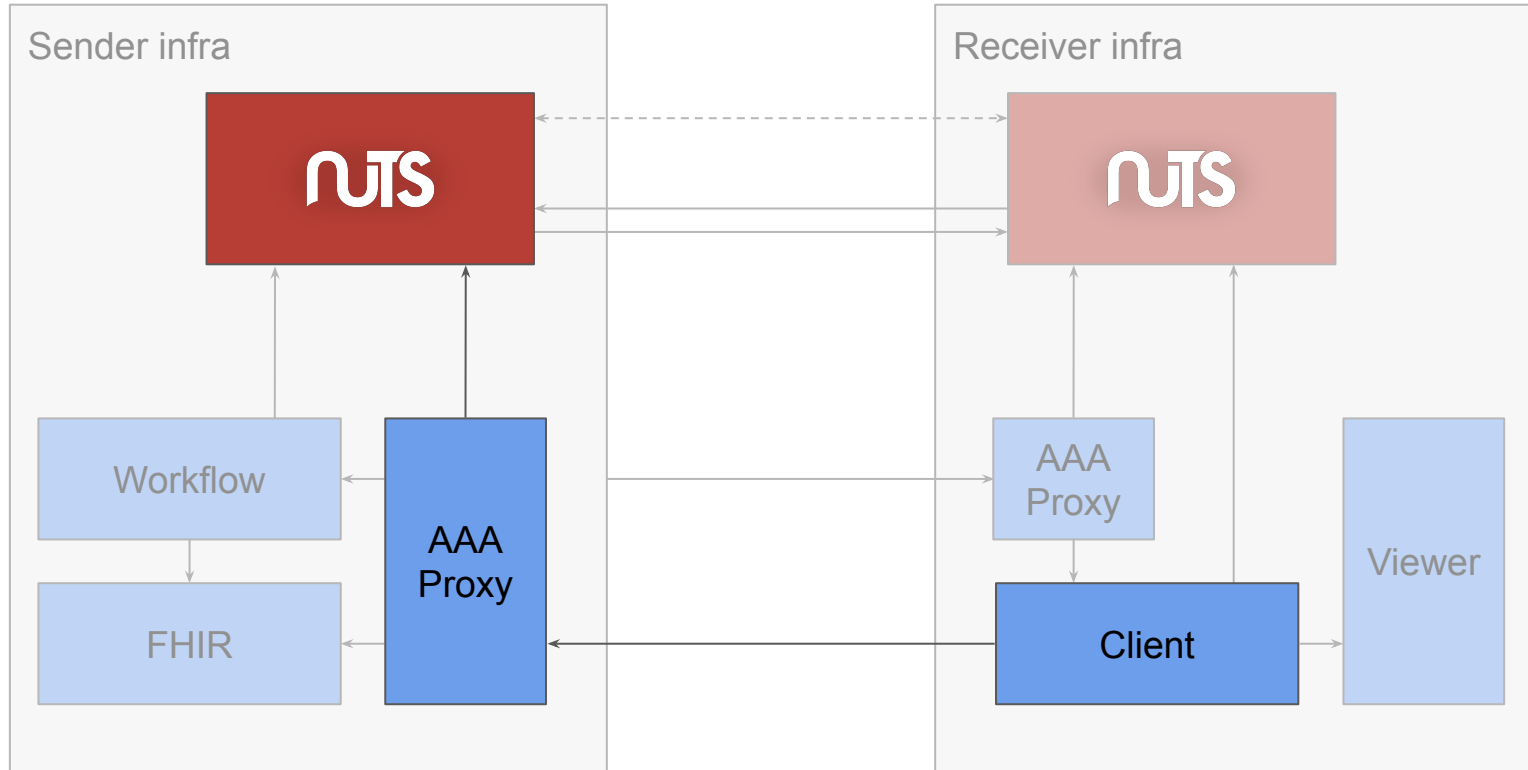 Sender infra
Receiver infra
nuTS
nuTS
Workflow
AAA
Proxy
FHIR
AAA
Proxy
Client
Viewer